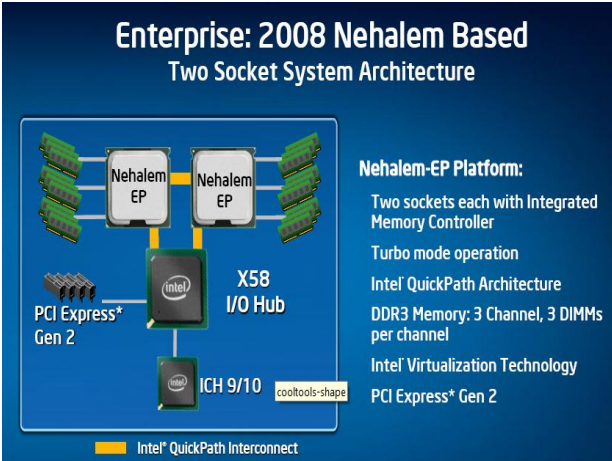 Enterprise: 2008 Nehalem Based
Two Socket System Architecture
Nehalem
EP
Nehalem
EP
intel
X58
I/O Hub
PCI Express*
Gen 2
intel
ICH 9/10
cooltools-shape
Intel® QuickPath Interconnect
Nehalem-EP Platform:
Two sockets each with Integrated
Memory Controller
Turbo mode operation
Intel® QuickPath Architecture
DDR3 Memory: 3 Channel, 3 DIMMs
per channel
Intel® Virtualization Technology
PCI Express* Gen 2